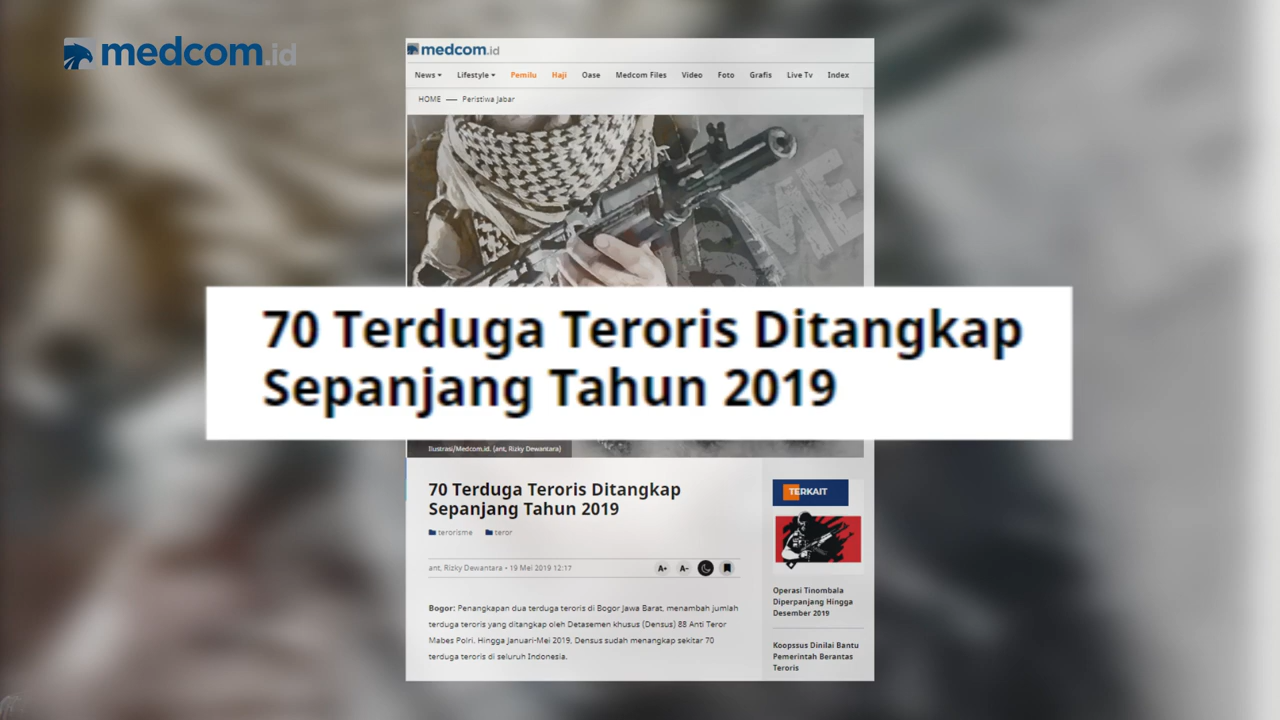 medcom.id
medcom.id
News Lifestyle Pemilu Haji Oase Medcom Files Video Foto Grafis Live Tv Index
HOME — Peristiwa Jabar
SME
70 Terduga Teroris Ditangkap
Sepanjang Tahun 2019
Ilustrasi/Medcom.id. (ant, Rizky Dewantara)
70 Terduga Teroris Ditangkap
Sepanjang Tahun 2019
terorisme teror
ant, Rizky Dewantara • 19 Mei 2019 12:17
A+ A-
Bogor: Penangkapan dua terduga teroris di Bogor Jawa Barat, menambah jumlah
terduga teroris yang ditangkap oleh Detasemen khusus (Densus) 88 Anti Teror
Mabes Polri. Hingga Januari-Mei 2019, Densus sudah menangkap sekitar 70
terduga teroris di seluruh Indonesia.
TERKAIT
Operasi Tinombala
Diperpanjang Hingga
Desember 2019
Koopssus Dinilai Bantu
Pemerintah Berantas
Teroris